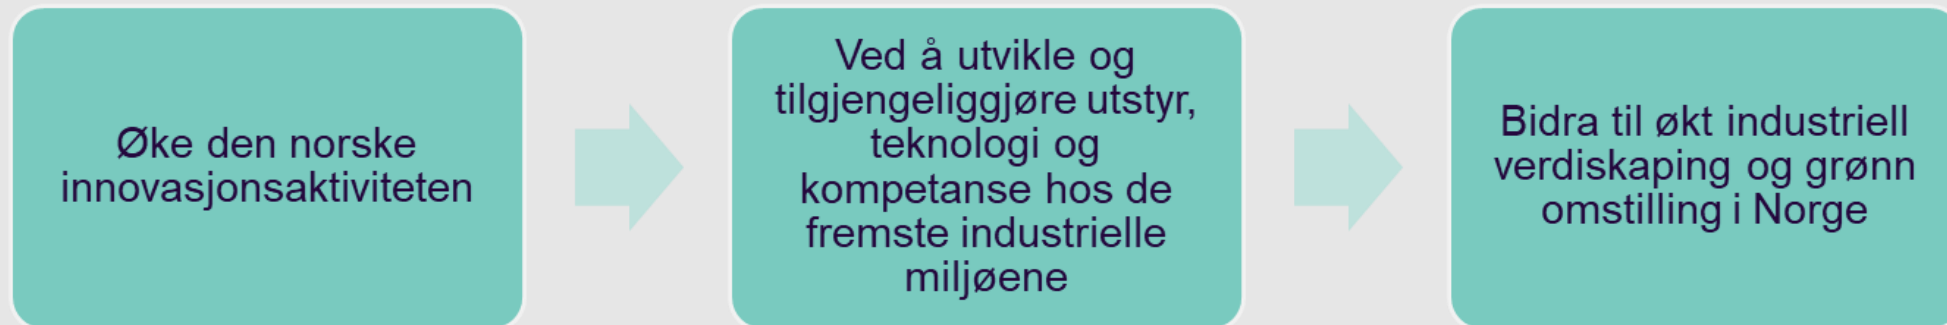 Øke den norske
innovasjonsaktiviteten
Ved å utvikle og
tilgjengeliggjøre utstyr,
teknologi og
kompetanse hos de
fremste industrielle
miljøene
Bidra til økt industriell
verdiskaping og grønn
omstilling i Norge